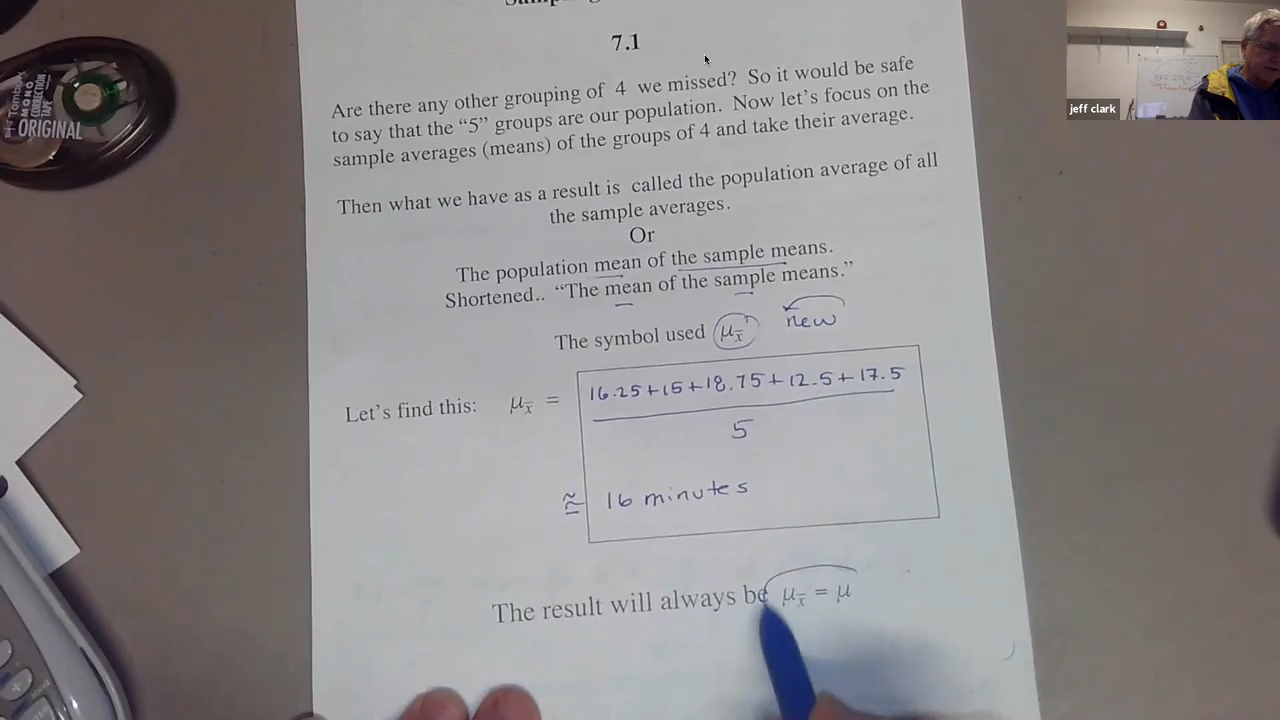 7.1
Are there any other grouping of 4 we missed? So it would be safe
to say that the “5” groups are our population. Now let’s focus on the
sample averages (means) of the groups of 4 and take their average.
Then what we have as a result is called the population average of all
the sample averages.
Or
The population mean of the sample means.
Shortened.. “The mean of the sample means.”
The symbol used μx̅ new
Let’s find this: μx̅ =
16.25+15+18.75+12.5+17.5
5
≅ 16 minutes
The result will always be μx̅ = μ
Tombow
MONO
CORRECTION
TAPE
ORIGINAL
jeff clark